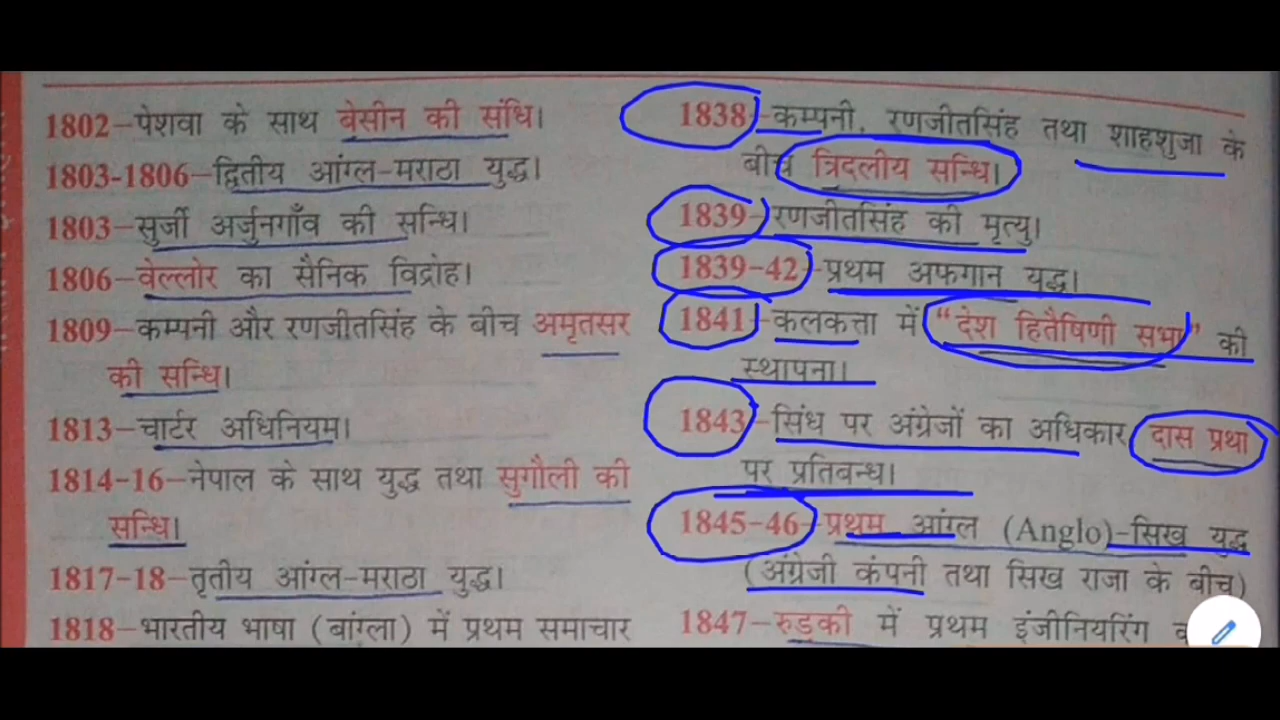 1802–पेशवा के साथ बेसीन की संधि।
1803-1806–द्वितीय आंग्ल-मराठा युद्ध।
1803–सुर्जी अर्जुनगाँव की सन्धि।
1806–वेल्लोर का सैनिक विद्रोह।
1809–कम्पनी और रणजीतसिंह के बीच अमृतसर
की सन्धि।
1813–चार्टर अधिनियम।
1814-16–नेपाल के साथ युद्ध तथा सुगौली की
सन्धि।
1817-18–तृतीय आंग्ल-मराठा युद्ध।
1818–भारतीय भाषा (बांग्ला) में प्रथम समाचार
1838–कम्पनी, रणजीतसिंह तथा शाहशुजा के
बीच त्रिदलीय सन्धि।
1839–रणजीतसिंह की मृत्यु।
1839-42–प्रथम अफगान युद्ध।
1841–कलकत्ता में “देश हितैषिणी सभा” की
स्थापना।
1843–सिंध पर अंग्रेजों का अधिकार दास प्रथा
पर प्रतिबन्ध।
1845-46–प्रथम आंग्ल (Anglo)-सिख युद्ध
(अंग्रेजी कंपनी तथा सिख राजा के बीच)
1847–रुड़की में प्रथम इंजीनियरिंग